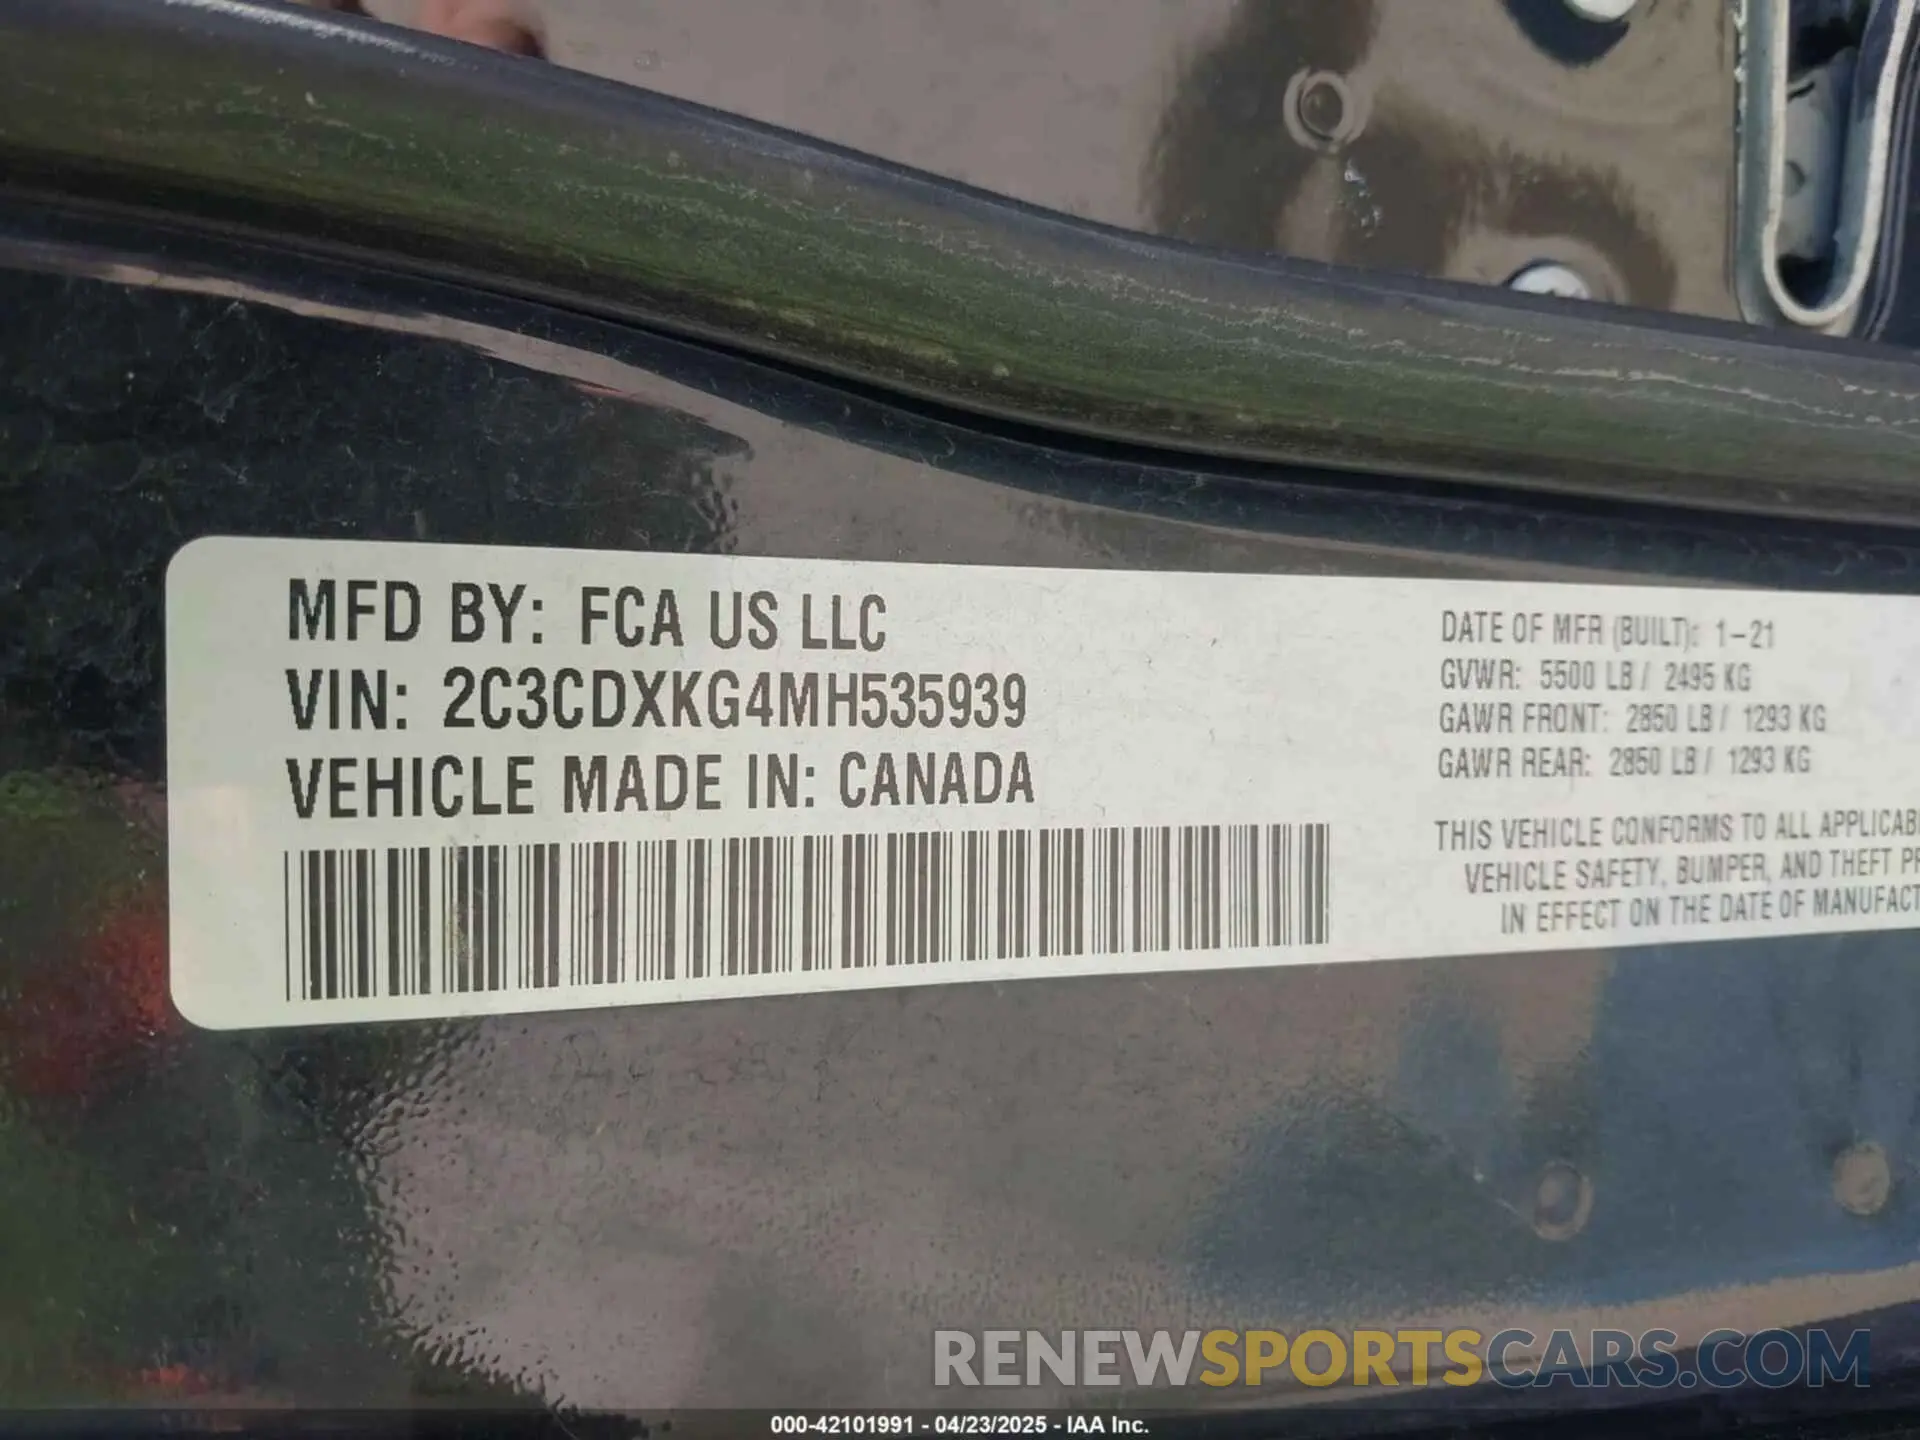 MFD BY: FCA US LLC
VIN: 2C3CDXKG4MH535939
VEHICLE MADE IN: CANADA
DATE OF MFR (BUILT): 1-21
GVWR: 5500 LB / 2495 KG
GAWR FRONT: 2850 LB / 1293 KG
GAWR REAR: 2850 LB / 1293 KG
THIS VEHICLE CONFORMS TO ALL
VEHICLE SAFETY, BUMPER, AND THEFT
IN EFFECT ON THE DATE OF
RENEWSPORTSCARS.COM
000-42101991 - 04/23/2025 - IAA Inc.